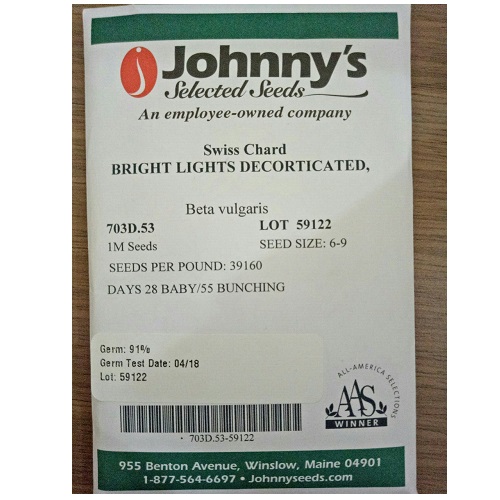 Johnny's
Selected Seeds
An employee-owned company
Swiss Chard
BRIGHT LIGHTS DECORTICATED,
Beta vulgaris
703D.53 LOT 59122
1M Seeds SEED SIZE: 6-9
SEEDS PER POUND: 39160
DAYS 28 BABY/55 BUNCHING
Germ: 91%
Germ Test Date: 04/18
Lot: 59122
ALL-AMERICA SELECTIONS
AAS
WINNER
703D.53-59122
955 Benton Avenue, Winslow, Maine 04901
1-877-564-6697 • Johnnyseeds.com